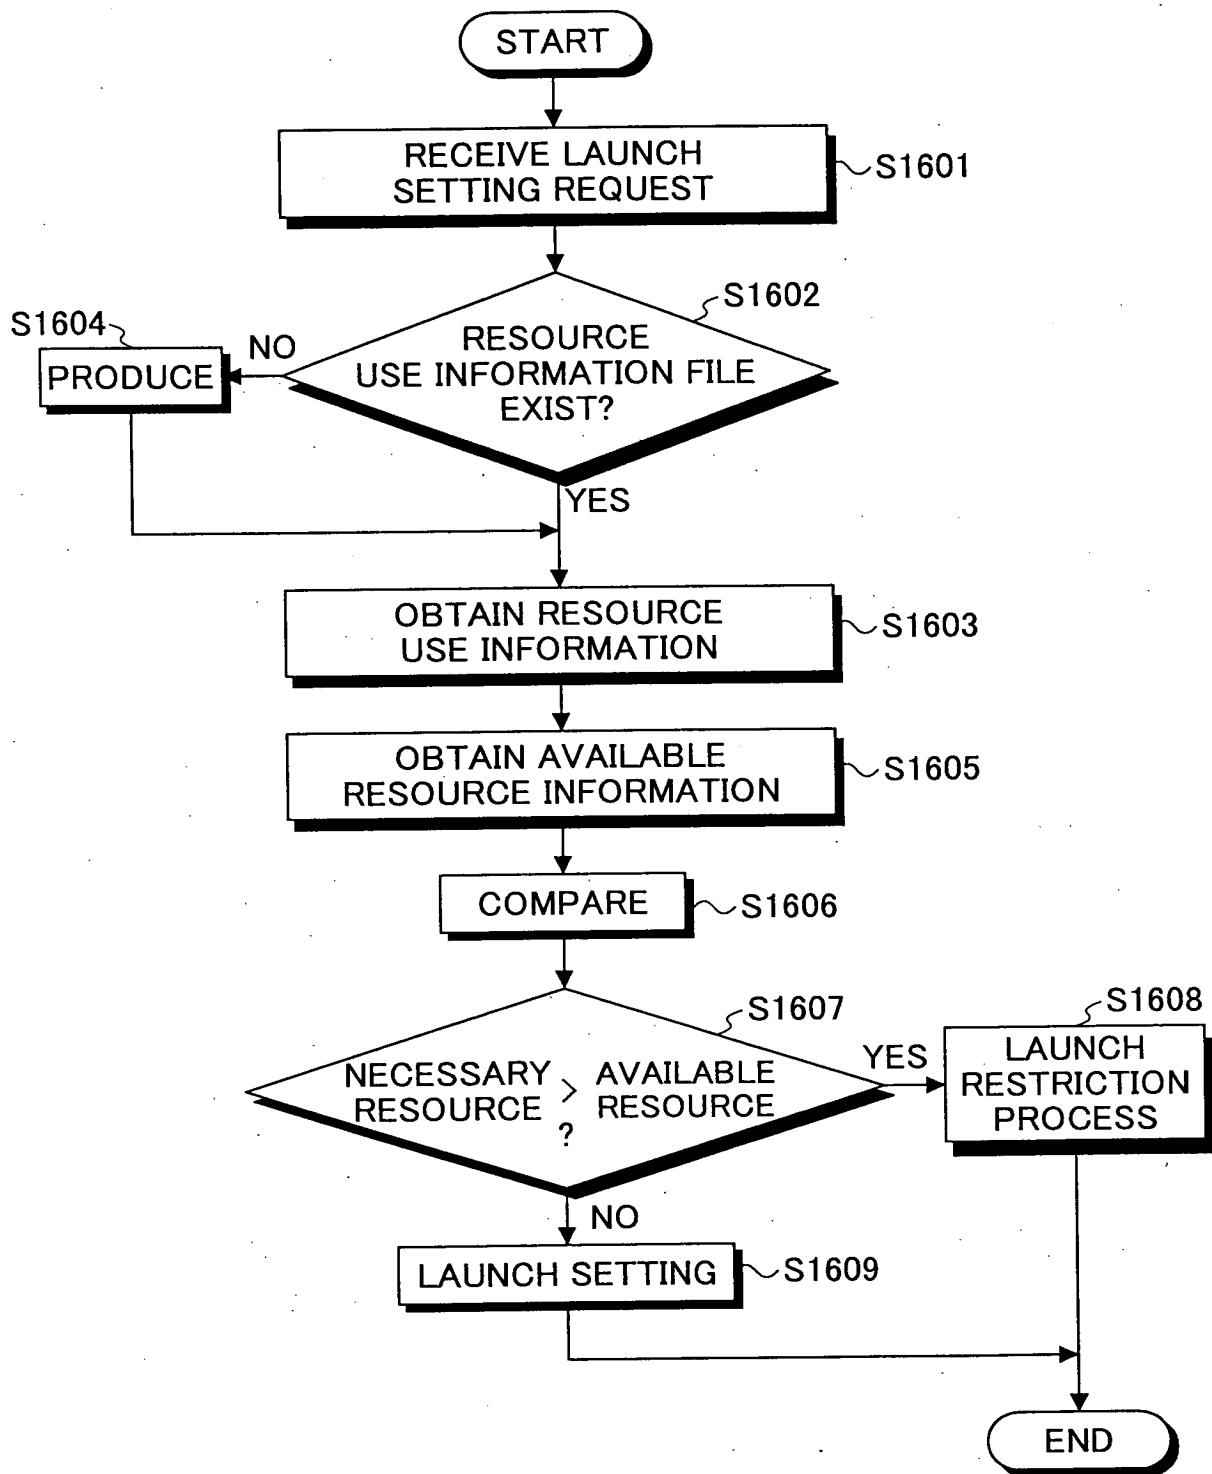 START
RECEIVE LAUNCH
SETTING REQUEST
S1601
S1602
RESOURCE
USE INFORMATION FILE
EXIST?
S1604
NO
PRODUCE
YES
OBTAIN RESOURCE
USE INFORMATION
S1603
OBTAIN AVAILABLE
RESOURCE INFORMATION
S1605
COMPARE
S1606
S1607
NECESSARY
RESOURCE
>
AVAILABLE
RESOURCE
?
YES
S1608
LAUNCH
RESTRICTION
PROCESS
NO
LAUNCH SETTING
S1609
END